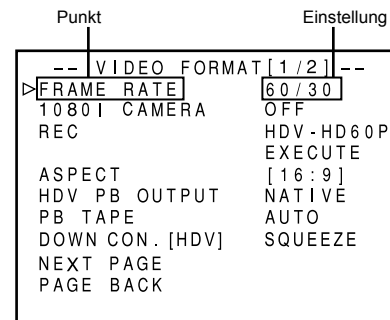 Punkt Einstellung
-- VIDEO FORMAT[1/2]--
FRAME RATE 60/30
1080I CAMERA OFF
REC HDV-HD60P
EXECUTE
ASPECT [16:9]
HDV PB OUTPUT NATIVE
PB TAPE AUTO
DOWN CON.[HDV] SQUEEZE
NEXT PAGE
PAGE BACK